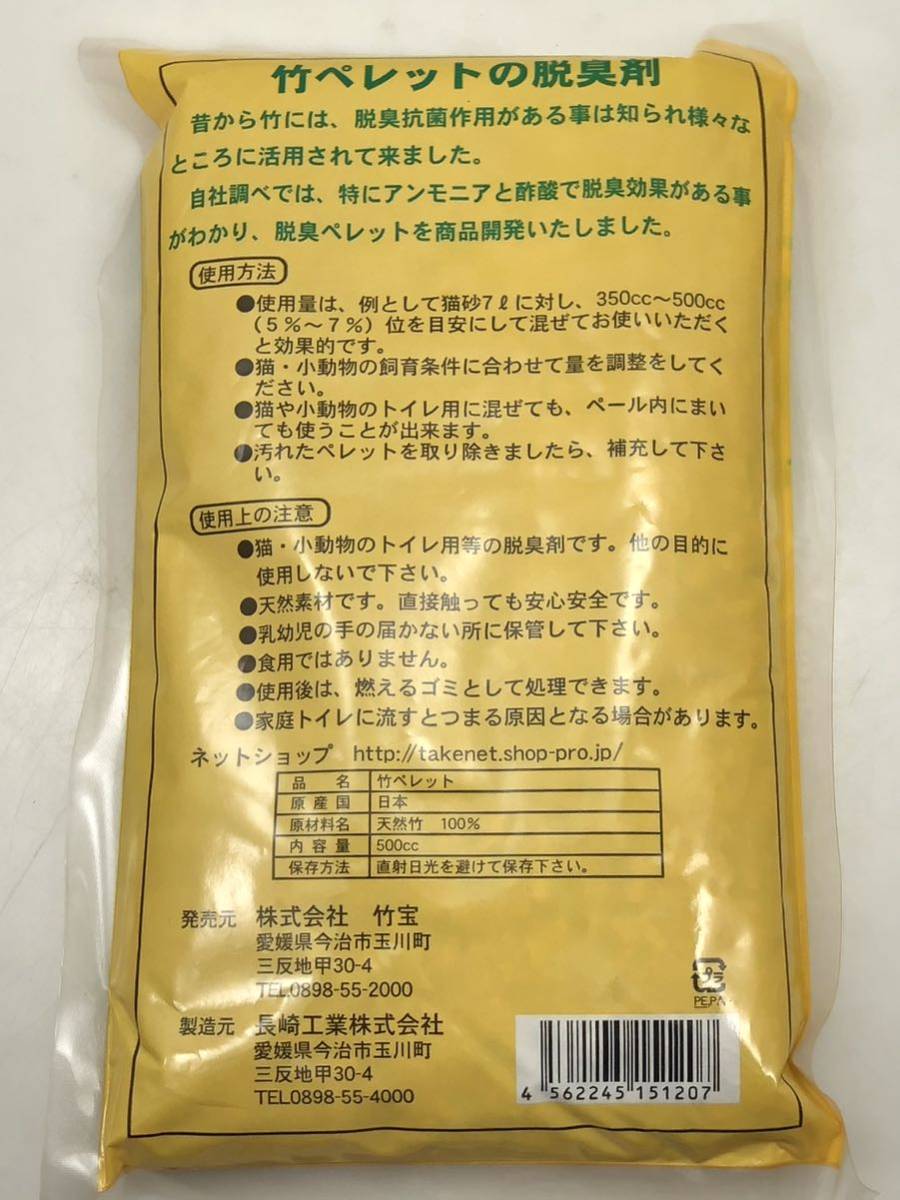 竹ペレットの脱臭剤
昔から竹には、脱臭抗菌作用がある事は知られ様々な
ところに活用されて来ました。
自社調べでは、特にアンモニアと酢酸で脱臭効果がある事
がわかり、脱臭ペレットを商品開発いたしました。
使用方法
●使用量は、例として猫砂7ℓに対し、350cc〜500cc
（5％〜7％）位を目安にして混ぜてお使いいただく
と効果的です。
●猫・小動物の飼育条件に合わせて量を調整をしてく
ださい。
●猫や小動物のトイレ用に混ぜても、ペール内にまい
ても使うことが出来ます。
●汚れたペレットを取り除きましたら、補充して下さ
い。
使用上の注意
●猫・小動物のトイレ用等の脱臭剤です。他の目的に
使用しないで下さい。
●天然素材です。直接触っても安心安全です。
●乳幼児の手の届かない所に保管して下さい。
●食用ではありません。
●使用後は、燃えるゴミとして処理できます。
●家庭トイレに流すとつまる原因となる場合があります。
ネットショップ http://takenet.shop-pro.jp/
品名 竹ペレット
原産国 日本
原材料名 天然竹 100%
内容量 500cc
保存方法 直射日光を避けて保存下さい。
発売元 株式会社 竹宝
愛媛県今治市玉川町
三反地甲30-4
TEL0898-55-2000
製造元 長崎工業株式会社
愛媛県今治市玉川町
三反地甲30-4
TEL0898-55-4000
プラ
PE,PA
4 562245 151207